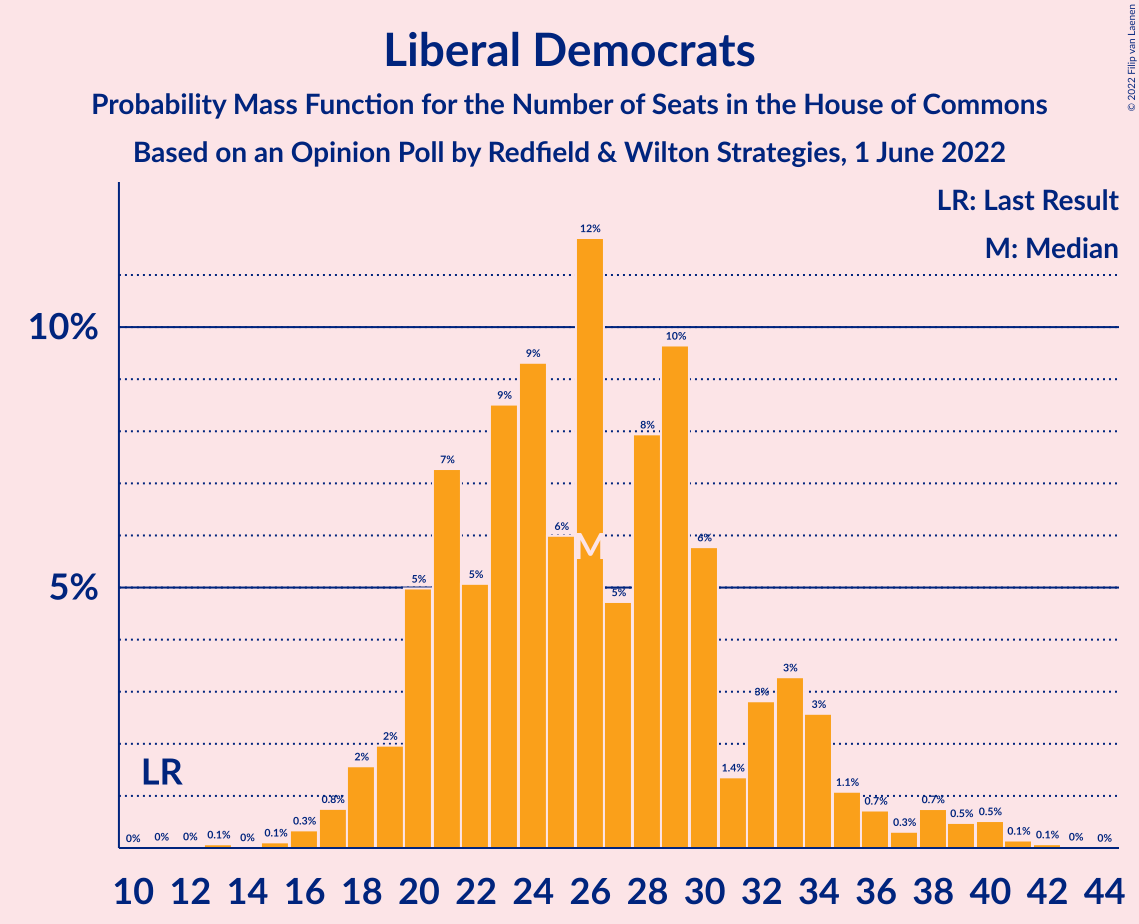 Liberal Democrats
Probability Mass Function for the Number of Seats in the House of Commons
Based on an Opinion Poll by Redfield & Wilton Strategies, 1 June 2022
© 2022 Filip van Laenen
LR: Last Result
M: Median
10%
5%
LR
M
0% 0% 0% 0.1% 0% 0.1% 0.3% 0.8% 2% 2% 5% 7% 5% 9% 9% 6% 12% 5% 8% 10% 6% 1.4% 3% 3% 3% 1.1% 0.7% 0.3% 0.7% 0.5% 0.5% 0.1% 0.1% 0% 0%
10 12 14 16 18 20 22 24 26 28 30 32 34 36 38 40 42 44